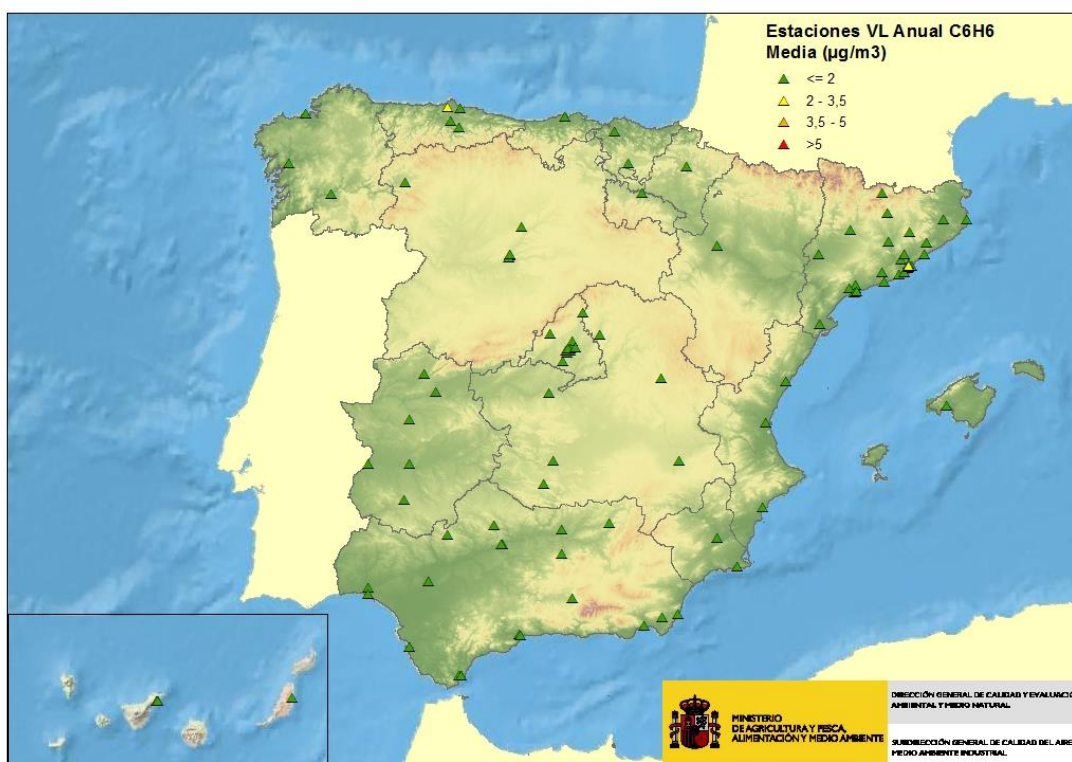 Estaciones VL Anual C6H6
Media (µg/m3)
<= 2
2 - 3,5
3,5 - 5
>5
MINISTERIO
DE AGRICULTURA Y PESCA,
ALIMENTACIÓN Y MEDIO AMBIENTE
DIRECCIÓN GENERAL DE CALIDAD Y EVALUACIÓ
AMBIENTAL Y MEDIO NATURAL
SUBDIRECCIÓN GENERAL DE CALIDAD DEL AIRE
MEDIO AMBIENTE INDUSTRIAL